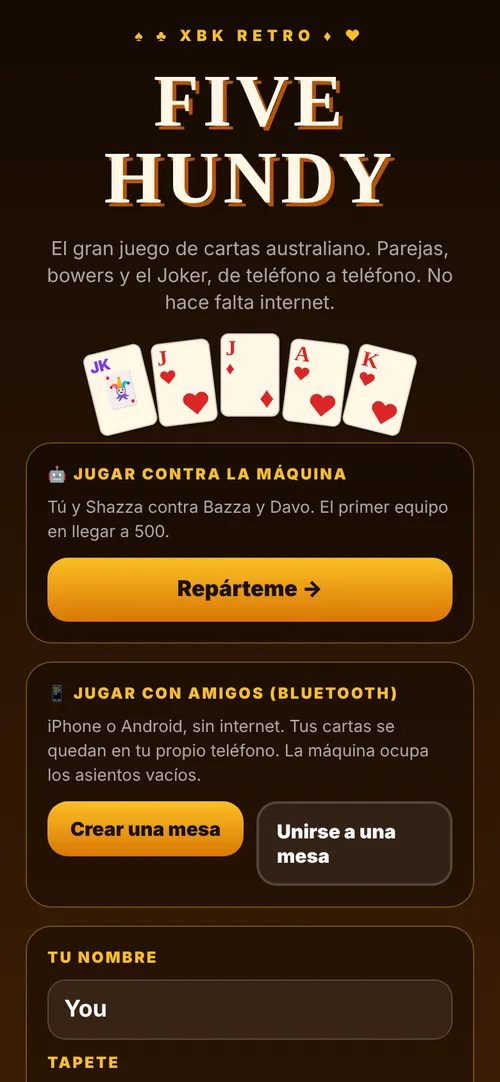 ♠ ♣ XBK RETRO ♦ ♥
FIVE
HUNDY
El gran juego de cartas australiano. Parejas,
bowers y el Joker, de teléfono a teléfono. No
hace falta internet.
JK
J
J
A
K
🤖 JUGAR CONTRA LA MÁQUINA
Tú y Shazza contra Bazza y Davo. El primer equipo
en llegar a 500.
Repárteme →
📱 JUGAR CON AMIGOS (BLUETOOTH)
iPhone o Android, sin internet. Tus cartas se
quedan en tu propio teléfono. La máquina ocupa
los asientos vacíos.
Crear una mesa
Unirse a una
mesa
TU NOMBRE
You
TAPETE